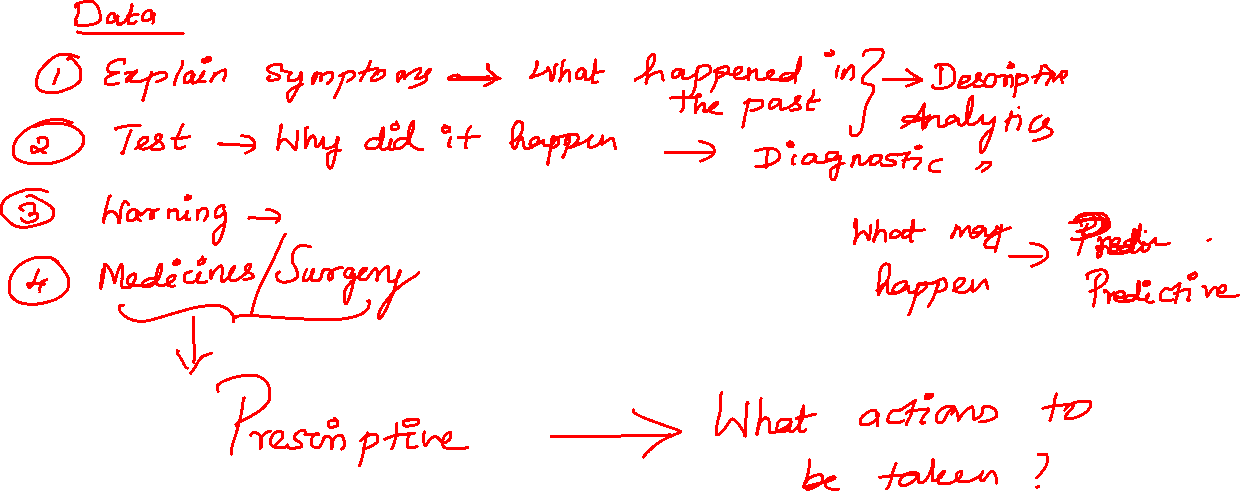 Data
① Explain symptoms → What happened in the past } → Descriptive Analytics
② Test → Why did it happen → Diagnostic "
③ Warning → What may happen → Predictive
④ Medicines/Surgery
Prescriptive → What actions to
be taken?